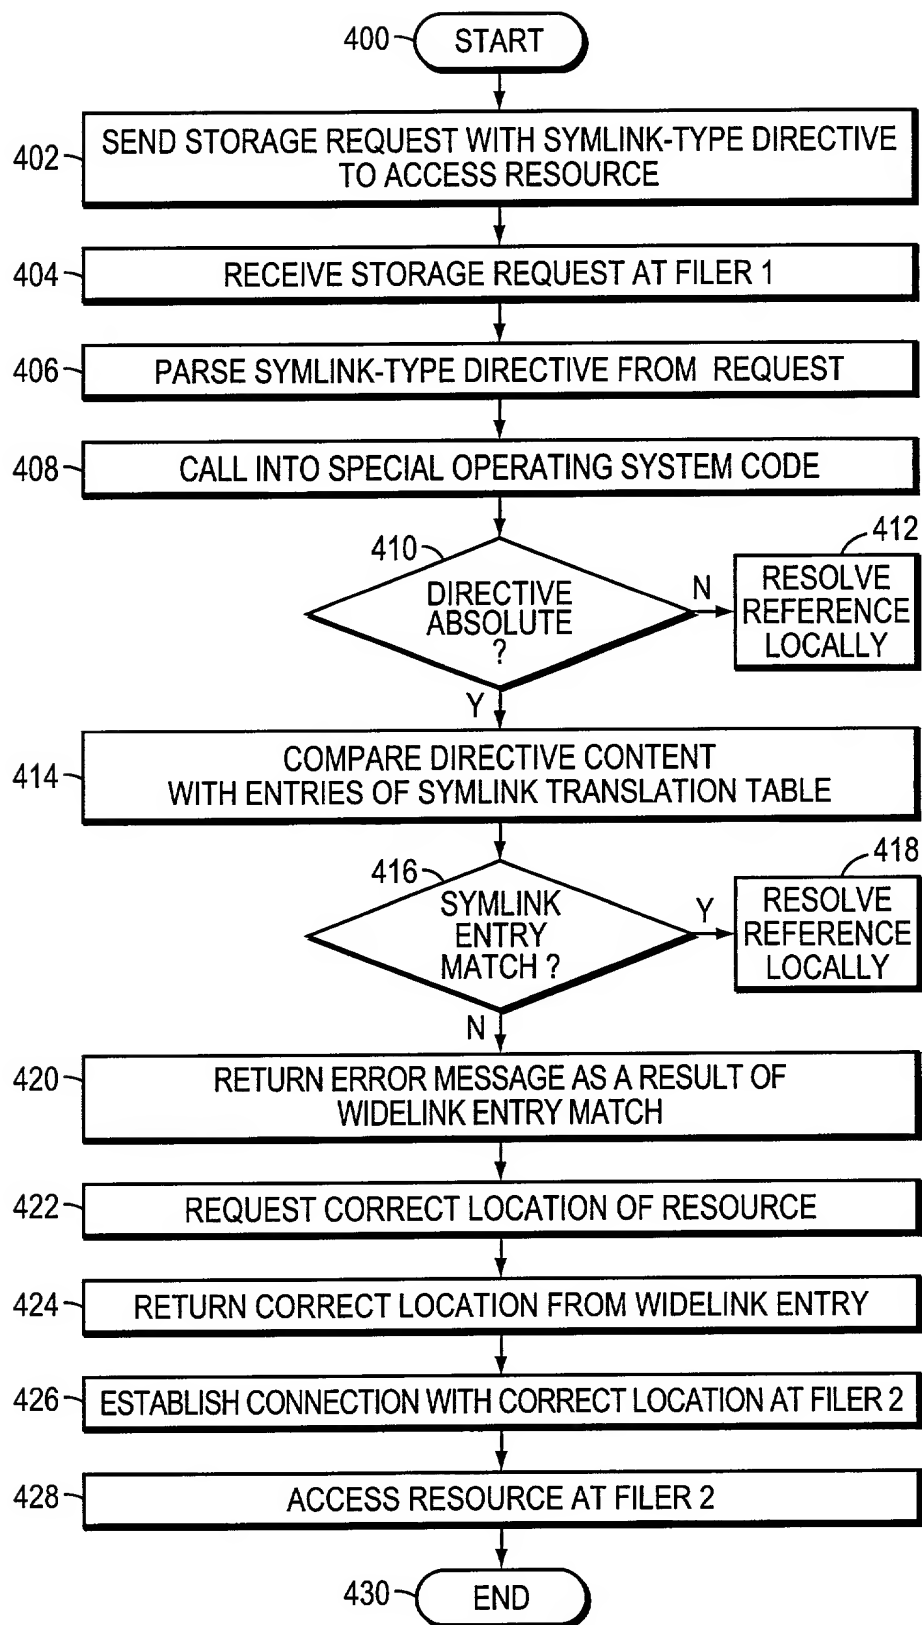 400
START
402
SEND STORAGE REQUEST WITH SYMLINK-TYPE DIRECTIVE
TO ACCESS RESOURCE
404
RECEIVE STORAGE REQUEST AT FILER 1
406
PARSE SYMLINK-TYPE DIRECTIVE FROM REQUEST
408
CALL INTO SPECIAL OPERATING SYSTEM CODE
410
DIRECTIVE
ABSOLUTE
?
N
412
RESOLVE
REFERENCE
LOCALLY
Y
414
COMPARE DIRECTIVE CONTENT
WITH ENTRIES OF SYMLINK TRANSLATION TABLE
416
SYMLINK
ENTRY
MATCH ?
Y
418
RESOLVE
REFERENCE
LOCALLY
N
420
RETURN ERROR MESSAGE AS A RESULT OF
WIDELINK ENTRY MATCH
422
REQUEST CORRECT LOCATION OF RESOURCE
424
RETURN CORRECT LOCATION FROM WIDELINK ENTRY
426
ESTABLISH CONNECTION WITH CORRECT LOCATION AT FILER 2
428
ACCESS RESOURCE AT FILER 2
430
END